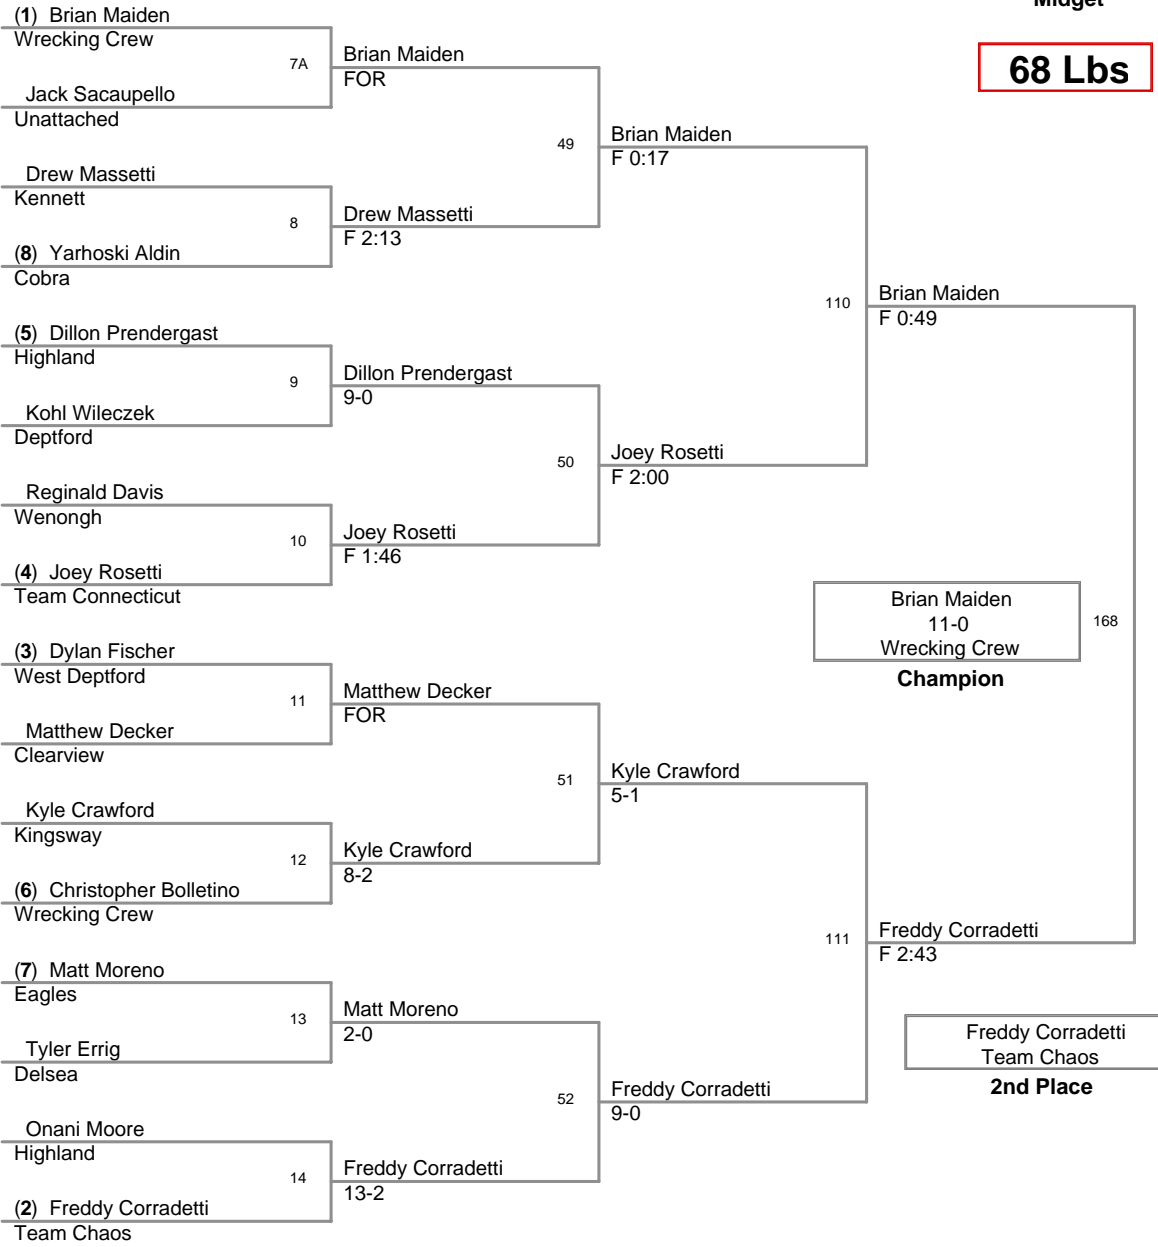 Midget
68 Lbs
(1) Brian Maiden
Wrecking Crew
7A
Jack Sacaupello
Unattached
Brian Maiden
FOR
Drew Massetti
Kennett
8
(8) Yarhoski Aldin
Cobra
Drew Massetti
F 2:13
49
Brian Maiden
F 0:17
(5) Dillon Prendergast
Highland
9
Kohl Wileczek
Deptford
Dillon Prendergast
9-0
Reginald Davis
Wenongh
10
(4) Joey Rosetti
Team Connecticut
Joey Rosetti
F 1:46
50
Joey Rosetti
F 2:00
110
Brian Maiden
F 0:49
(3) Dylan Fischer
West Deptford
11
Matthew Decker
Clearview
Matthew Decker
FOR
Kyle Crawford
Kingsway
12
(6) Christopher Bolletino
Wrecking Crew
Kyle Crawford
8-2
51
Kyle Crawford
5-1
(7) Matt Moreno
Eagles
13
Tyler Errig
Delsea
Matt Moreno
2-0
Onani Moore
Highland
14
(2) Freddy Corradetti
Team Chaos
Freddy Corradetti
13-2
52
Freddy Corradetti
9-0
111
Freddy Corradetti
F 2:43
168
Brian Maiden
11-0
Wrecking Crew
Champion
Freddy Corradetti
Team Chaos
2nd Place